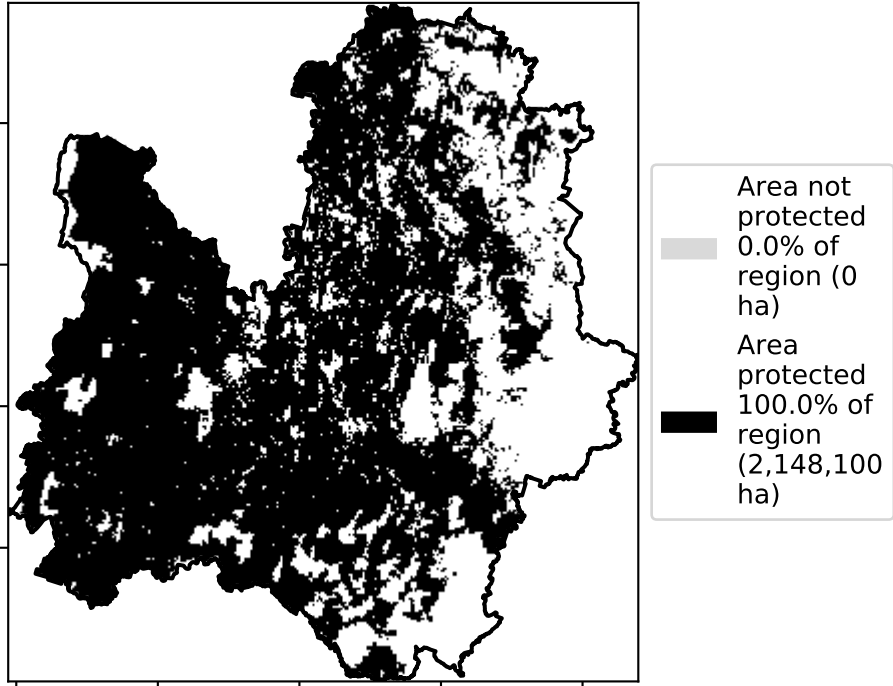 Area not
protected
0.0% of
region (0
ha)
Area
protected
100.0% of
region
(2,148,100
ha)